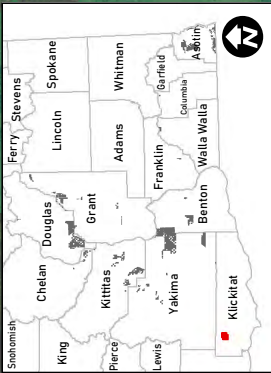 Snohomish
Chelan
Douglas
Ferry
Stevens
King
Lincoln
Spokane
Grant
Kittitas
Pierce
Adams
Whitman
Lewis
Yakima
Franklin
Garfield
Benton
Columbia
Asotin
Walla Walla
Klickitat
N